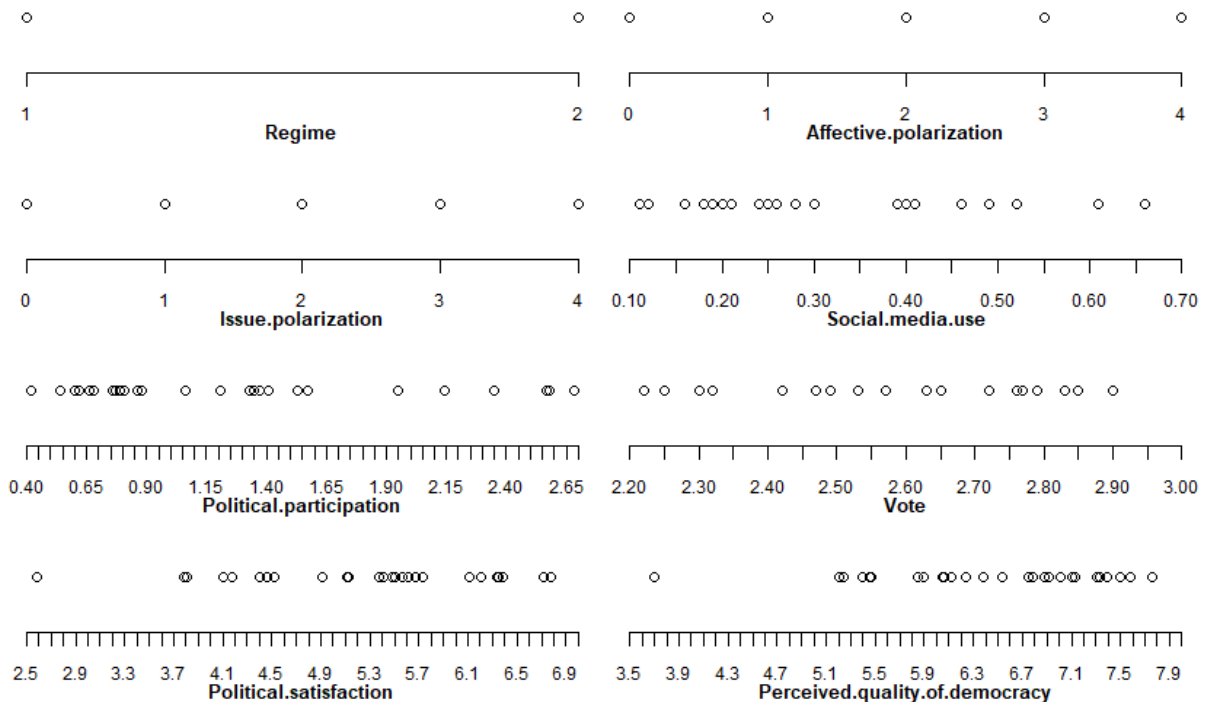 1 2
Regime
0 1 2 3 4
Affective.polarization
0 1 2 3 4
Issue.polarization
0.10 0.20 0.30 0.40 0.50 0.60 0.70
Social.media.use
0.40 0.65 0.90 1.15 1.40 1.65 1.90 2.15 2.40 2.65
Political.participation
2.20 2.30 2.40 2.50 2.60 2.70 2.80 2.90 3.00
Vote
2.5 2.9 3.3 3.7 4.1 4.5 4.9 5.3 5.7 6.1 6.5 6.9
Political.satisfaction
3.5 3.9 4.3 4.7 5.1 5.5 5.9 6.3 6.7 7.1 7.5 7.9
Perceived.quality.of.democracy